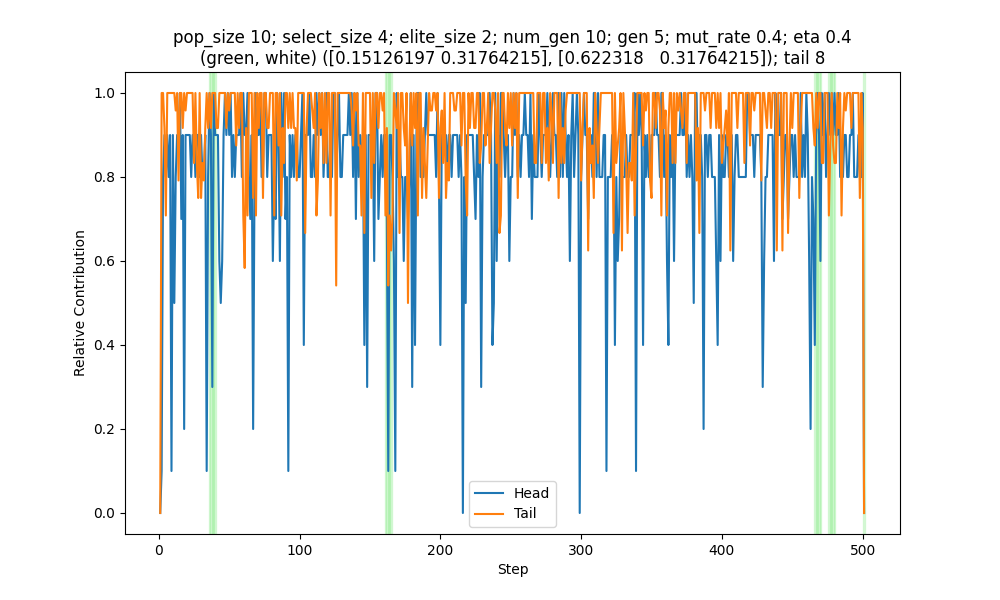 pop_size 10; select_size 4; elite_size 2; num_gen 10; gen 5; mut_rate 0.4; eta 0.4
(green, white) ([0.15126197 0.31764215], [0.622318   0.31764215]); tail 8
Relative Contribution
1.0
0.8
0.6
0.4
0.2
0.0
Head
Tail
0
100
200
300
400
500
Step